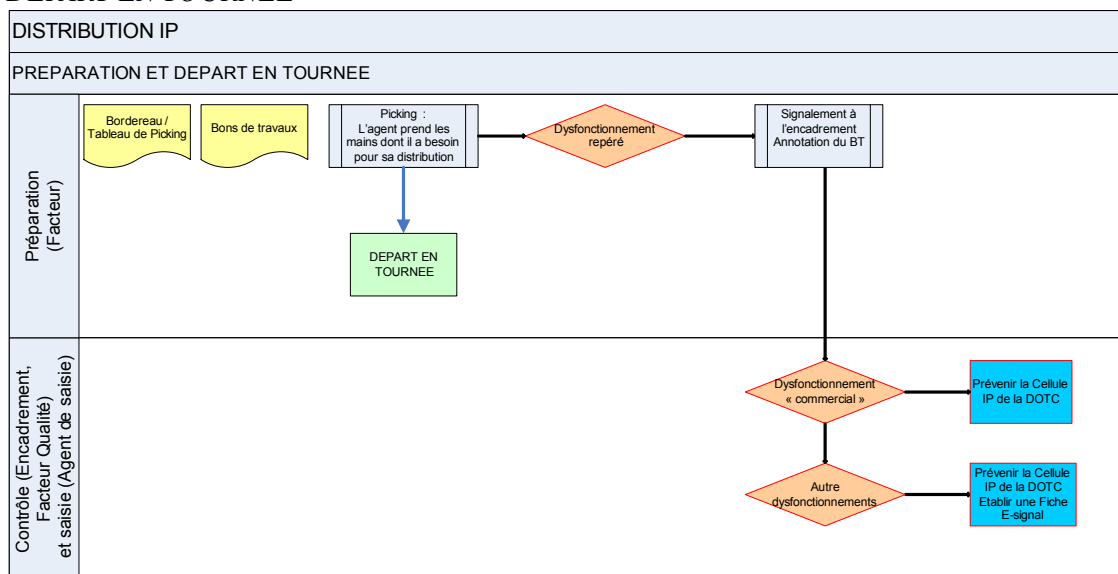 DISTRIBUTION IP
PREPARATION ET DEPART EN TOURNEE
Préparation
(Facteur)
Bordereau /
Tableau de Picking
Bons de travaux
Picking :
L'agent prend les
mains dont il a besoin
pour sa distribution
Dysfonctionnement
repéré
Signalement à
l'encadrement
Annotation du BT
DEPART EN
TOURNEE
Contrôle (Encadrement,
Facteur Qualité)
et saisie (Agent de saisie)
Dysfonctionnement
« commercial »
Prévenir la Cellule
IP de la DOTC
Autre
dysfonctionnements
Prévenir la Cellule
IP de la DOTC
Etablir une Fiche
E-signal